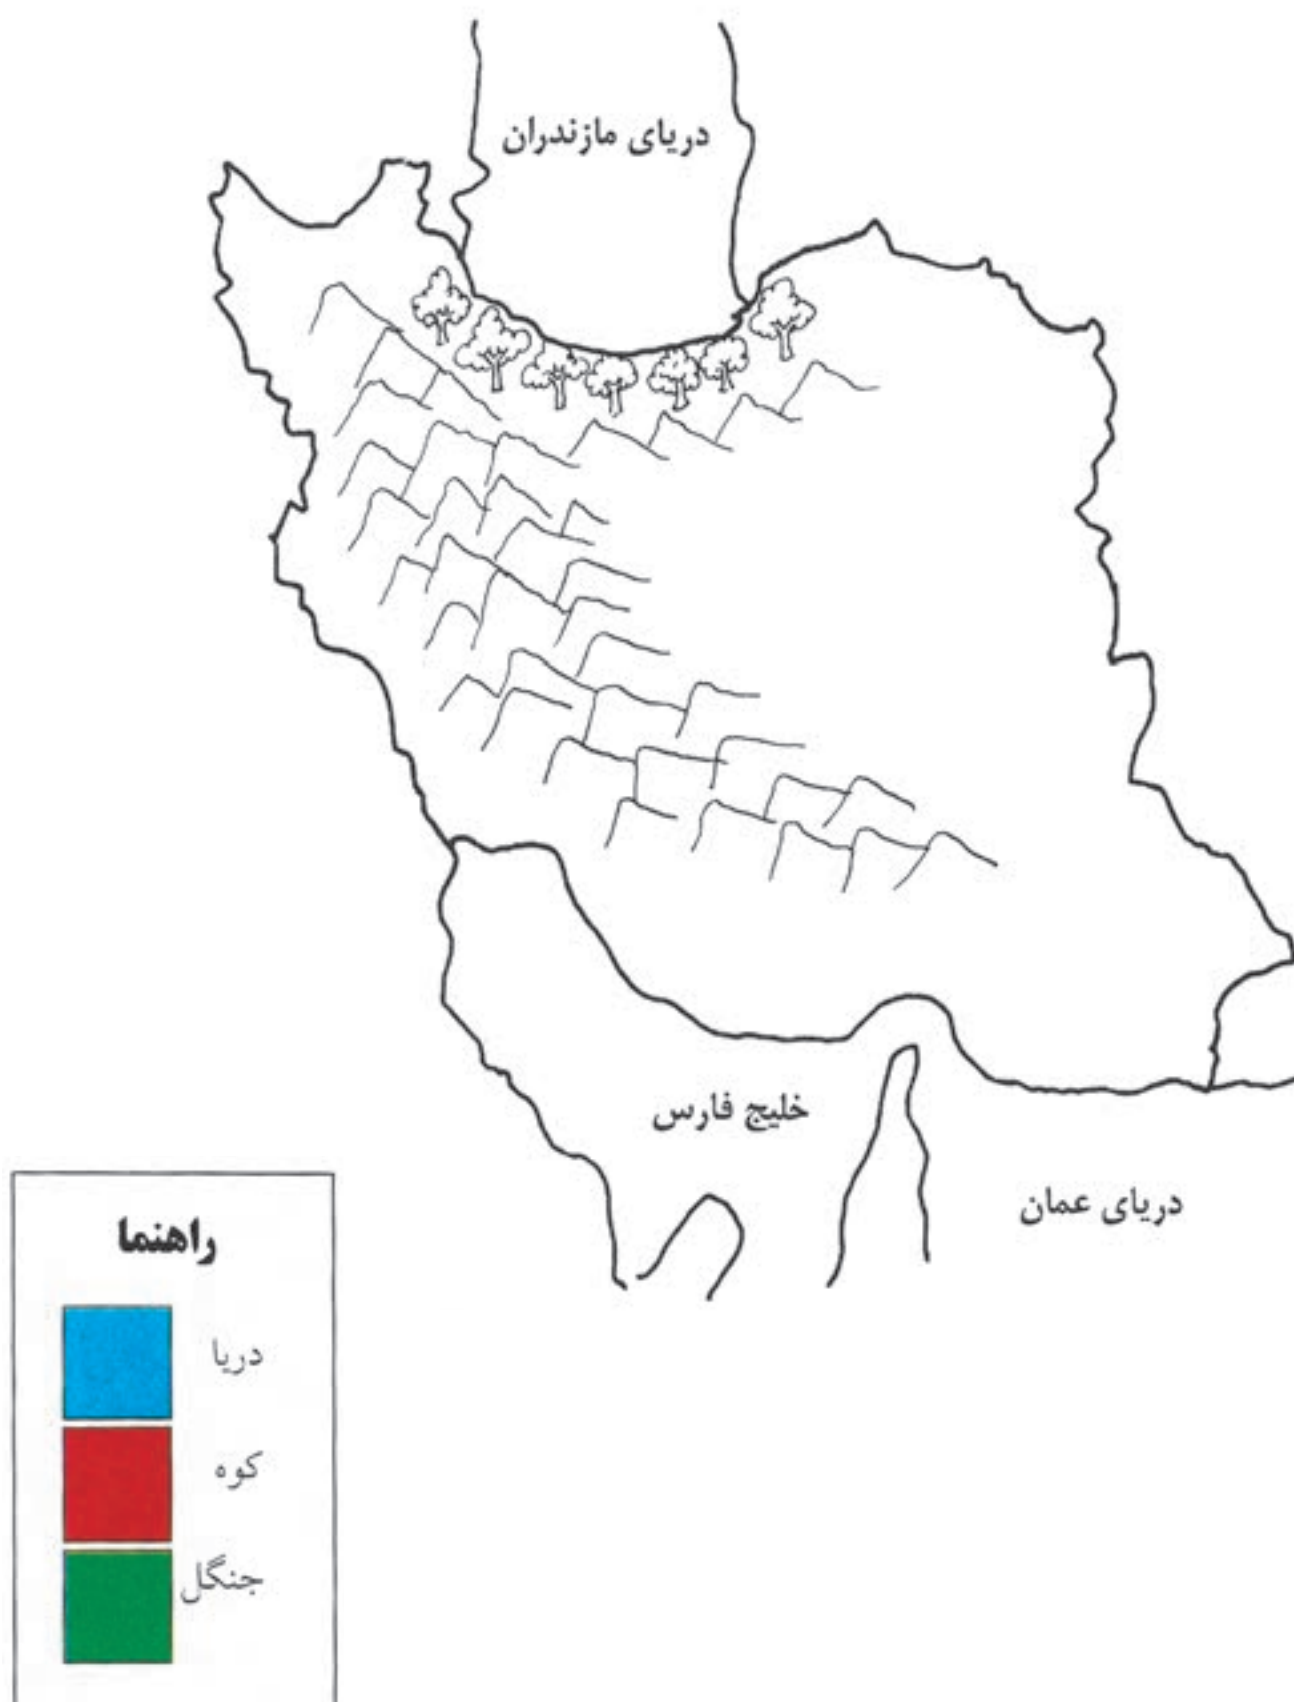 دریای مازندران
خلیج فارس
دریای عمان
راهنما
دریا
کوه
جنگل